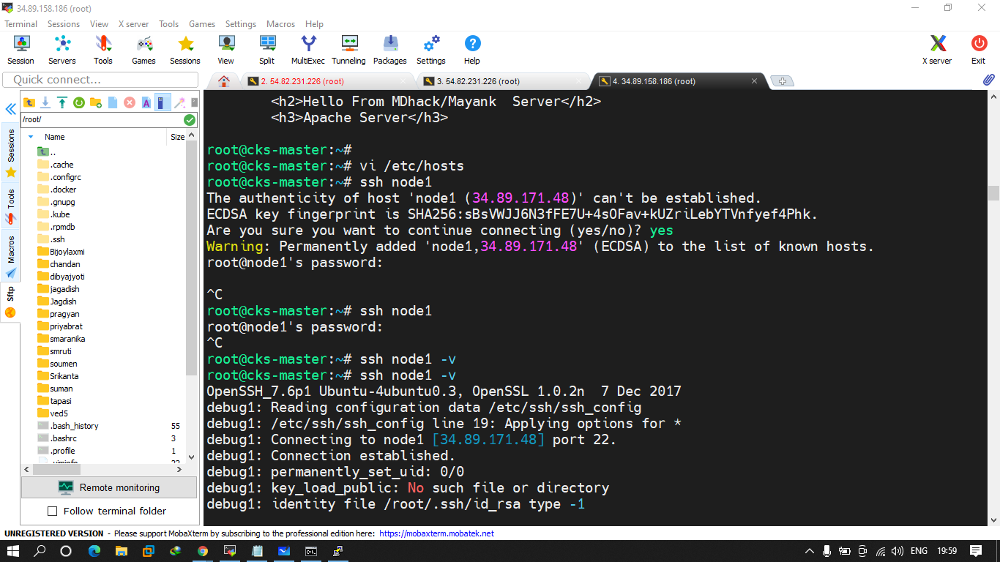 34.89.158.186 (root)
Terminal Sessions View X server Tools Games Settings Macros Help
Session Servers Tools Games Sessions View Split MultiExec Tunneling Packages Settings Help X server Exit
Quick connect...
2. 54.82.231.226 (root)
3. 54.82.231.226 (root)
4. 34.89.158.186 (root)
Sessions
Tools
Macros
Sftp
/root/
Name Size
..
.cache
.configrc
.docker
.gnupg
.kube
.rpmdb
.ssh
Bijoylaxmi
chandan
dibyajyoti
jagadish
Jagdish
pragyan
priyabrat
smaranika
smruti
soumen
Srikanta
suman
tapasi
ved5
.bash_history 55
.bashrc 3
.profile 1
.viminfo 22
Remote monitoring
Follow terminal folder
<h2>Hello From MDhack/Mayank  Server</h2>
<h3>Apache Server</h3>
root@cks-master:~#
root@cks-master:~# vi /etc/hosts
root@cks-master:~# ssh node1
The authenticity of host 'node1 (34.89.171.48)' can't be established.
ECDSA key fingerprint is SHA256:sBsVWJJ6N3fFE7U+4sOFav+kUZriLebYTVnfyef4Phk.
Are you sure you want to continue connecting (yes/no)? yes
Warning: Permanently added 'node1,34.89.171.48' (ECDSA) to the list of known hosts.
root@node1's password:
^C
root@cks-master:~# ssh node1
root@node1's password:
^C
root@cks-master:~# ssh node1 -v
root@cks-master:~# ssh node1 -v
OpenSSH_7.6p1 Ubuntu-4ubuntu0.3, OpenSSL 1.0.2n  7 Dec 2017
debug1: Reading configuration data /etc/ssh/ssh_config
debug1: /etc/ssh/ssh_config line 19: Applying options for *
debug1: Connecting to node1 [34.89.171.48] port 22.
debug1: Connection established.
debug1: permanently_set_uid: 0/0
debug1: key_load_public: No such file or directory
debug1: identity file /root/.ssh/id_rsa type -1
UNREGISTERED VERSION - Please support MobaXterm by subscribing to the professional edition here: https://mobaxterm.mobatek.net
ENG 19:59